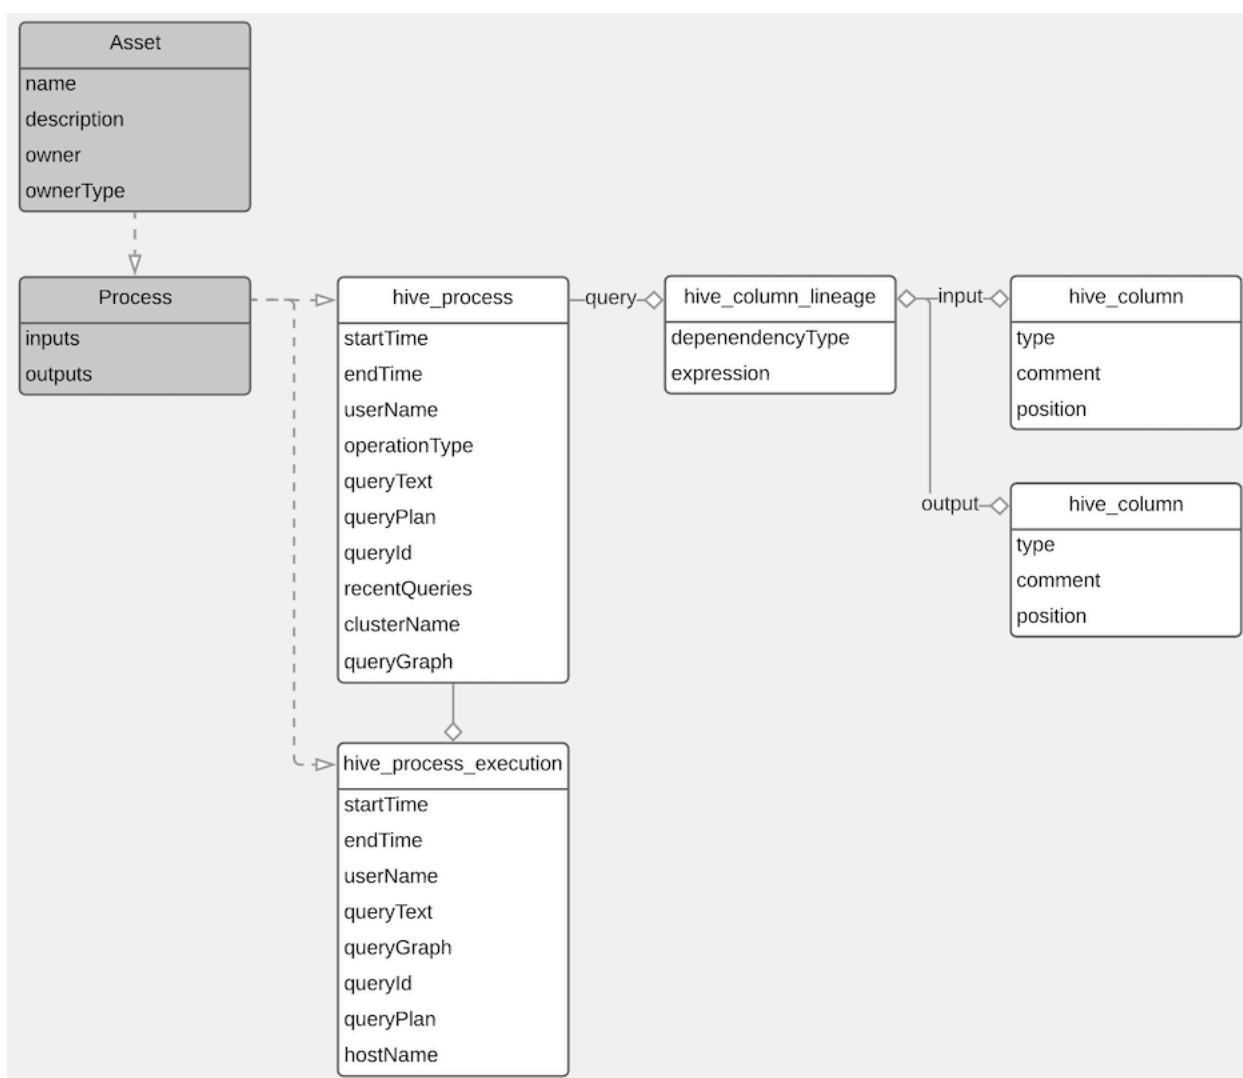 Asset
name
description
owner
ownerType
Process
inputs
outputs
hive_process
startTime
endTime
userName
operationType
queryText
queryPlan
queryId
recentQueries
clusterName
queryGraph
query
hive_column_lineage
depenendencyType
expression
input
hive_column
type
comment
position
output
hive_column
type
comment
position
hive_process_execution
startTime
endTime
userName
queryText
queryGraph
queryId
queryPlan
hostName